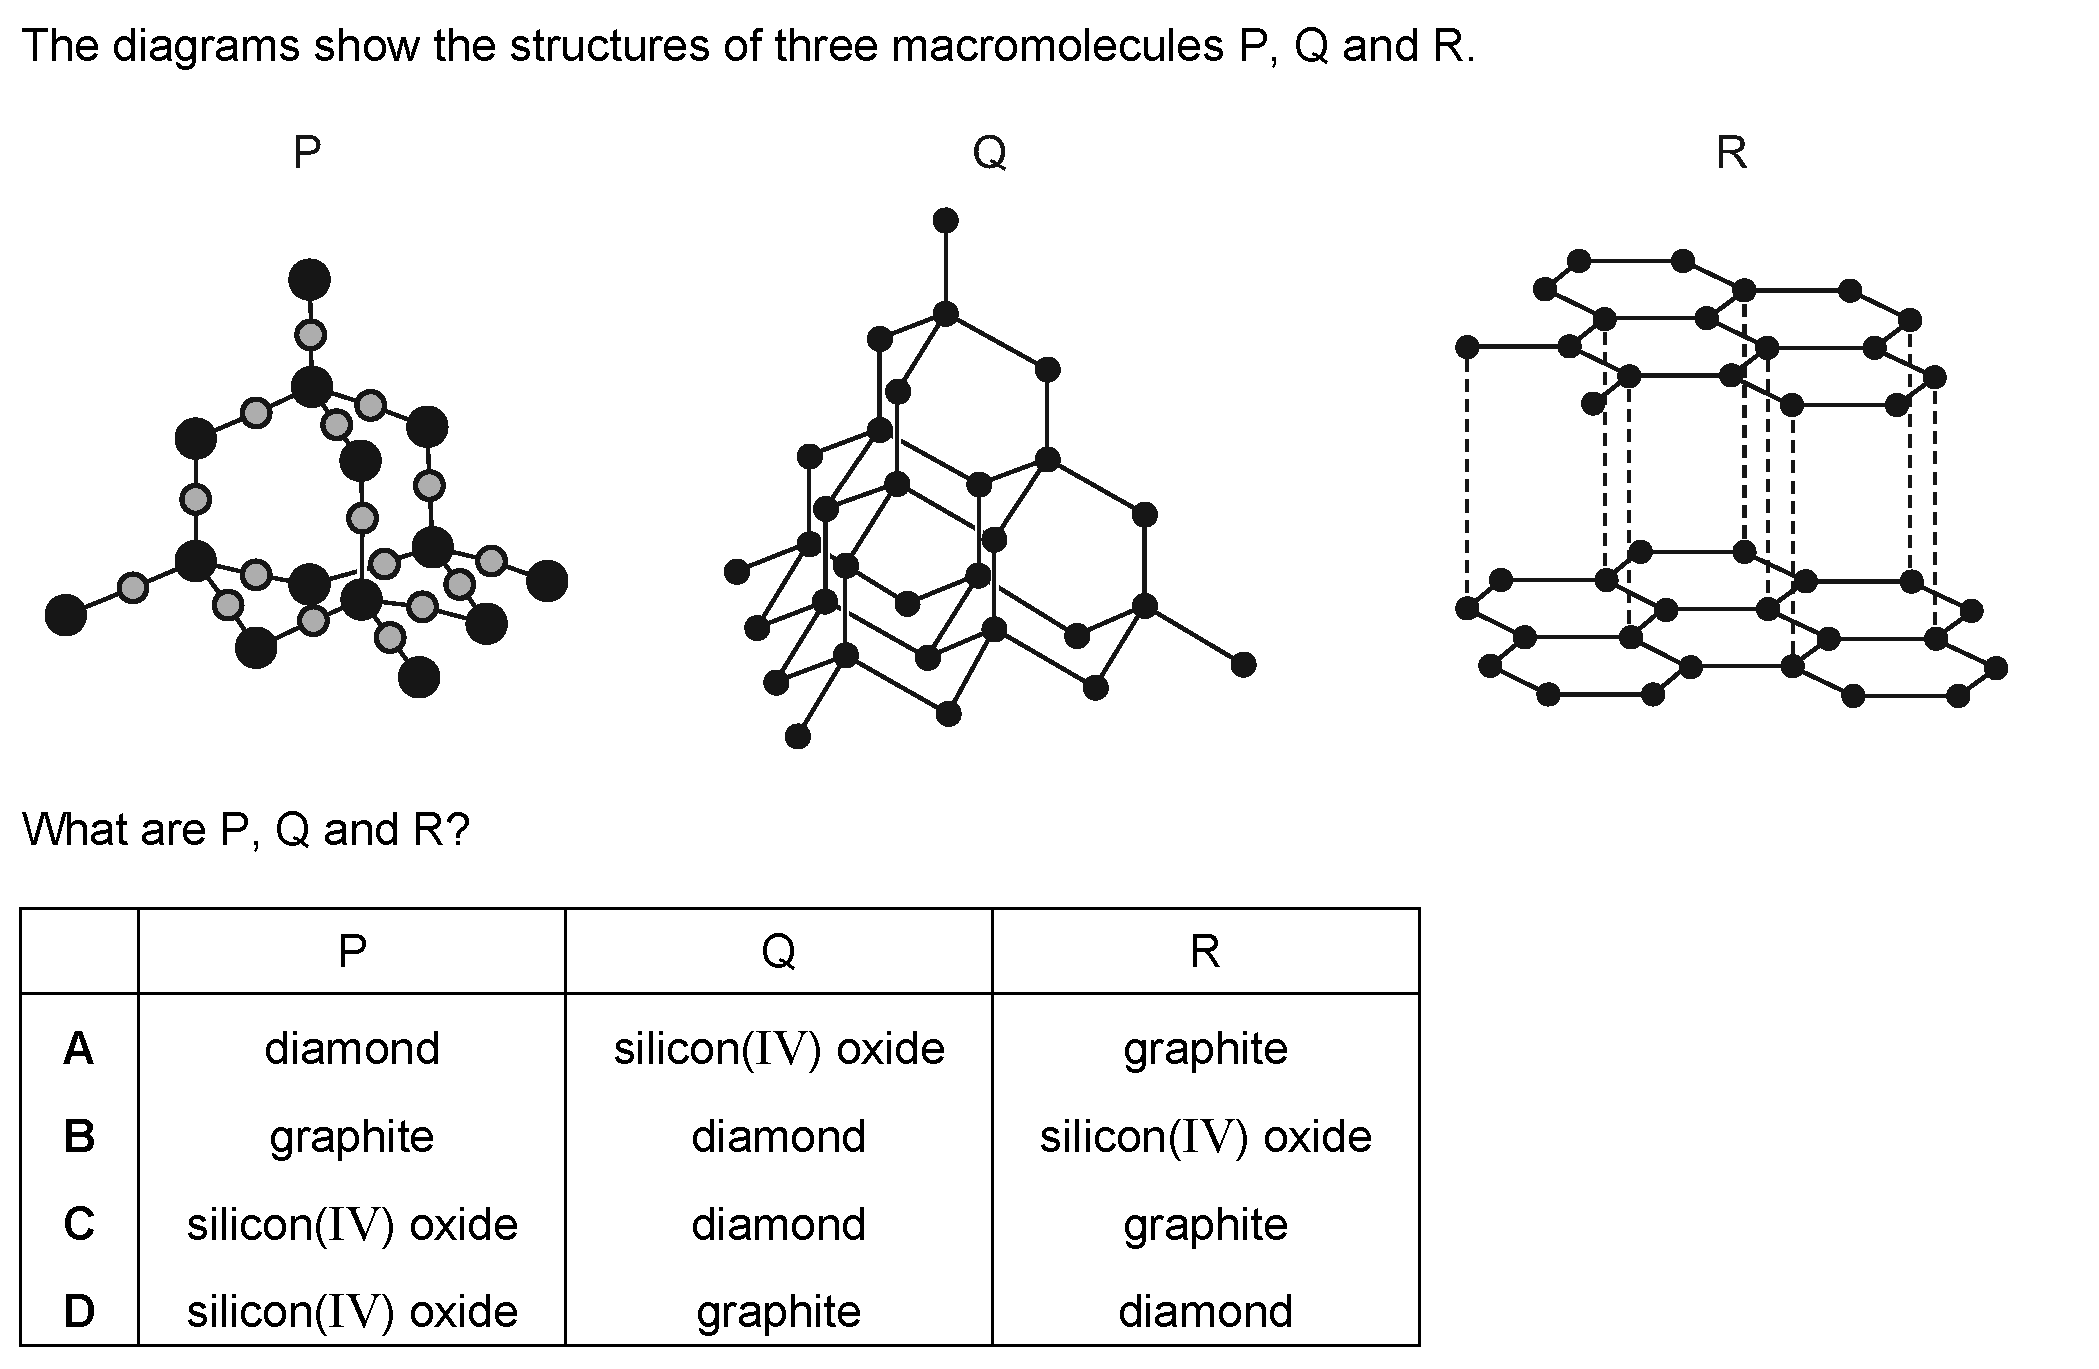 The diagrams show the structures of three macromolecules P, Q and R.
P Q R
What are P, Q and R?
P Q R
A diamond silicon(IV) oxide graphite
B graphite diamond silicon(IV) oxide
C silicon(IV) oxide diamond graphite
D silicon(IV) oxide graphite diamond